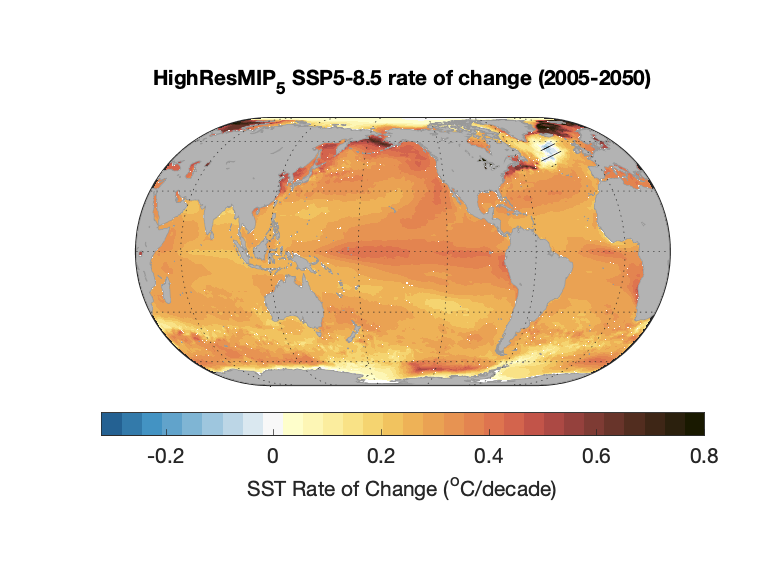 HighResMIP5 SSP5-8.5 rate of change (2005-2050)
-0.2 0 0.2 0.4 0.6 0.8
SST Rate of Change (oC/decade)